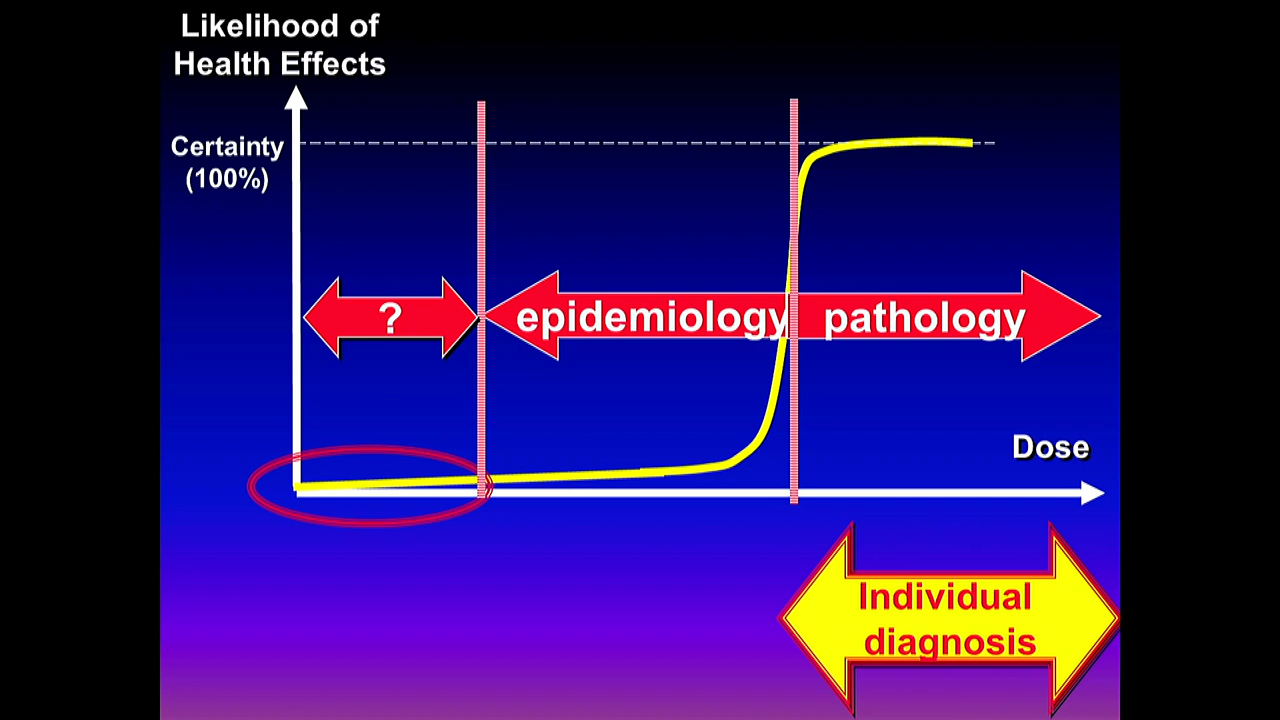 Likelihood of
Health Effects
Certainty
(100%)
?
epidemiology
pathology
Dose
Individual
diagnosis